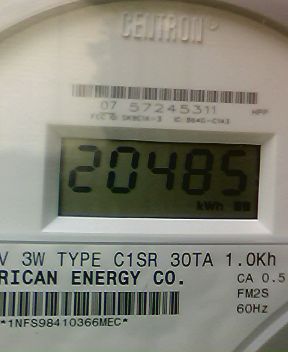 CENTRON®
07 57245311
20485
kWh
V 3W TYPE C1SR 30TA 1.0Kh
RICAN ENERGY CO.
CA 0.5
FM2S
60Hz
*1NFS98410366MEC*